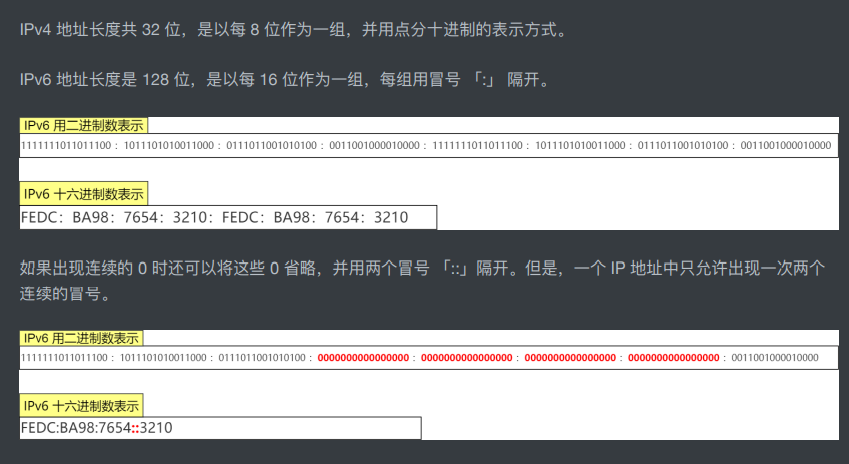 IPv4 地址长度共 32 位，是以每 8 位作为一组，并用点分十进制的表示方式。
IPv6 地址长度是 128 位，是以每 16 位作为一组，每组用冒号 「:」 隔开。
IPv6 用二进制数表示
1111111011011100 : 1011101010011000 : 0111011001010100 : 0011001000010000 : 1111111011011100 : 1011101010011000 : 0111011001010100 : 0011001000010000
IPv6 十六进制数表示
FEDC: BA98: 7654: 3210: FEDC: BA98: 7654: 3210
如果出现连续的 0 时还可以将这些 0 省略，并用两个冒号 「::」隔开。但是，一个 IP 地址中只允许出现一次两个
连续的冒号。
IPv6 用二进制数表示
1111111011011100 : 1011101010011000 : 0111011001010100 : 0000000000000000 : 0000000000000000 : 0000000000000000 : 0000000000000000 : 0011001000010000
IPv6 十六进制数表示
FEDC:BA98:7654::3210